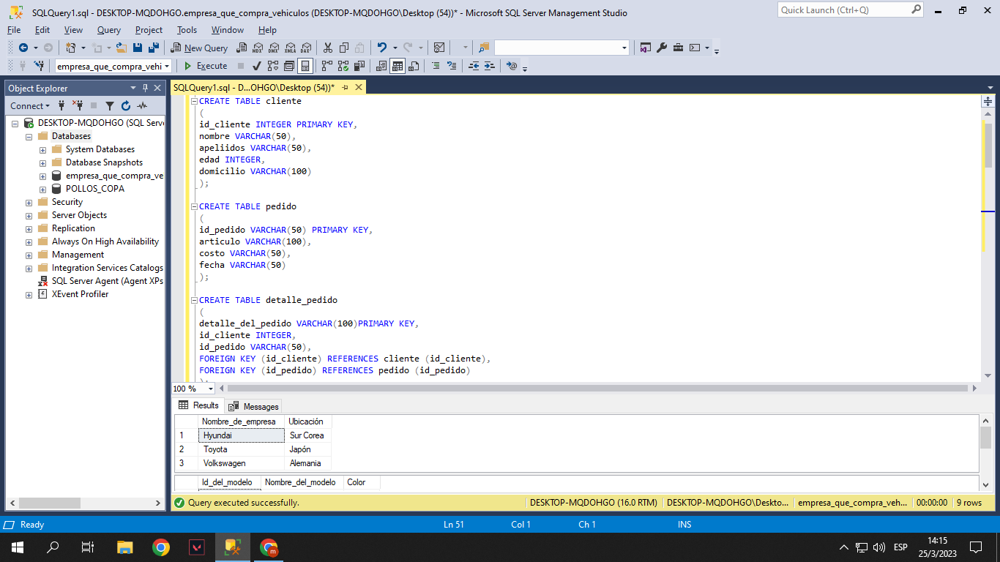 SQLQuery1.sql - DESKTOP-MQDOHGO.empresa_que_compra_vehiculos (DESKTOP-MQDOHGO\Desktop (54))* - Microsoft SQL Server Management Studio
Quick Launch (Ctrl+Q)
File Edit View Query Project Tools Window Help
New Query MDX DMX XMLA DAX
empresa_que_compra_vehi Execute
Object Explorer
SQLQuery1.sql - D...OHGO\Desktop (54))*
Connect
DESKTOP-MQDOHGO (SQL Serve
Databases
System Databases
Database Snapshots
empresa_que_compra_ve
POLLOS_COPA
Security
Server Objects
Replication
Always On High Availability
Management
Integration Services Catalogs
SQL Server Agent (Agent XPs
XEvent Profiler
CREATE TABLE cliente
(
id_cliente INTEGER PRIMARY KEY,
nombre VARCHAR(50),
apeliidos VARCHAR(50),
edad INTEGER,
domicilio VARCHAR(100)
);
CREATE TABLE pedido
(
id_pedido VARCHAR(50) PRIMARY KEY,
articulo VARCHAR(100),
costo VARCHAR(50),
fecha VARCHAR(50)
);
CREATE TABLE detalle_pedido
(
detalle_del_pedido VARCHAR(100)PRIMARY KEY,
id_cliente INTEGER,
id_pedido VARCHAR(50),
FOREIGN KEY (id_cliente) REFERENCES cliente (id_cliente),
FOREIGN KEY (id_pedido) REFERENCES pedido (id_pedido)
);
100 %
Results Messages
Nombre_de_empresa Ubicación
1 Hyundai Sur Corea
2 Toyota Japón
3 Volkswagen Alemania
Id_del_modelo Nombre_del_modelo Color
Query executed successfully. DESKTOP-MQDOHGO (16.0 RTM) DESKTOP-MQDOHGO\Deskto... empresa_que_compra_veh... 00:00:00 9 rows
Ready Ln 51 Col 1 Ch 1 INS
m
ESP
14:15
25/3/2023